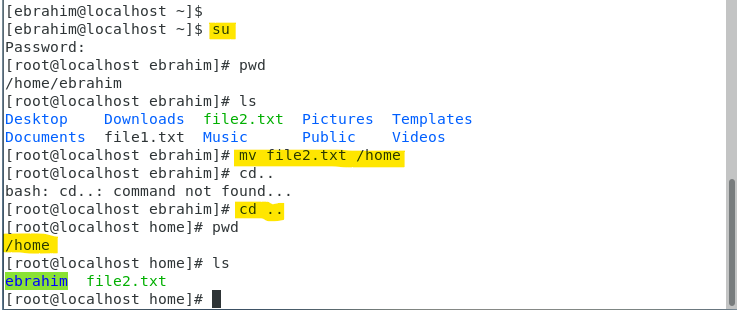 [ebrahim@localhost ~]$
[ebrahim@localhost ~]$ su
Password:
[root@localhost ebrahim]# pwd
/home/ebrahim
[root@localhost ebrahim]# ls
Desktop    Downloads  file2.txt  Pictures  Templates
Documents  file1.txt  Music      Public    Videos
[root@localhost ebrahim]# mv file2.txt /home
[root@localhost ebrahim]# cd..
bash: cd..: command not found...
[root@localhost ebrahim]# cd ..
[root@localhost home]# pwd
/home
[root@localhost home]# ls
ebrahim  file2.txt
[root@localhost home]#